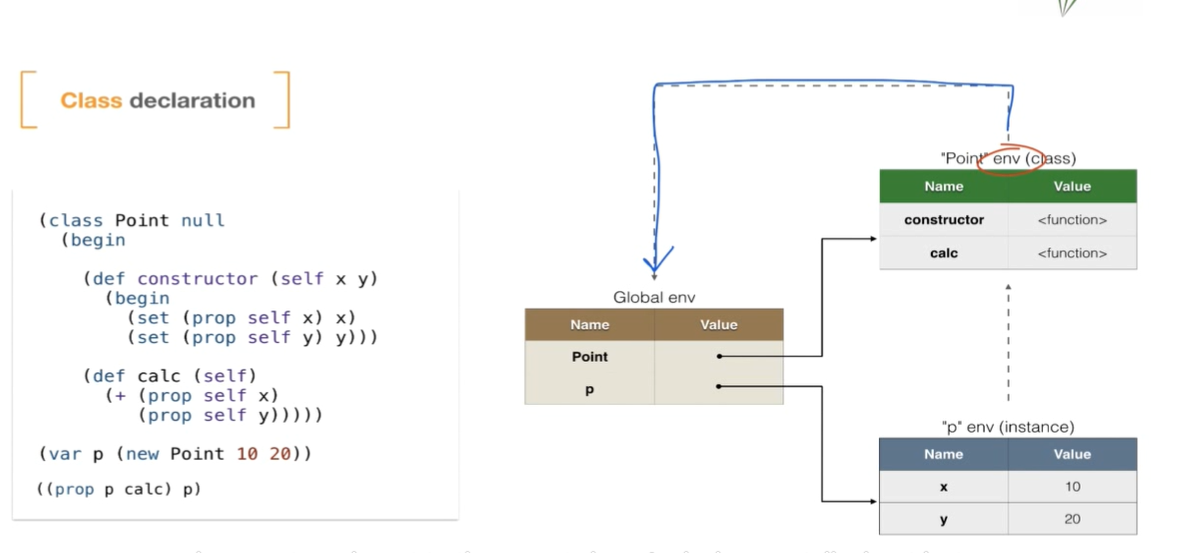 Class declaration
(class Point null
(begin
(def constructor (self x y)
(begin
(set (prop self x) x)
(set (prop self y) y)))
(def calc (self)
(+ (prop self x)
(prop self y)))))
(var p (new Point 10 20))
((prop p calc) p)
Global env
Name Value
Point
p
"Point" env (class)
Name Value
constructor <function>
calc <function>
"p" env (instance)
Name Value
x 10
y 20